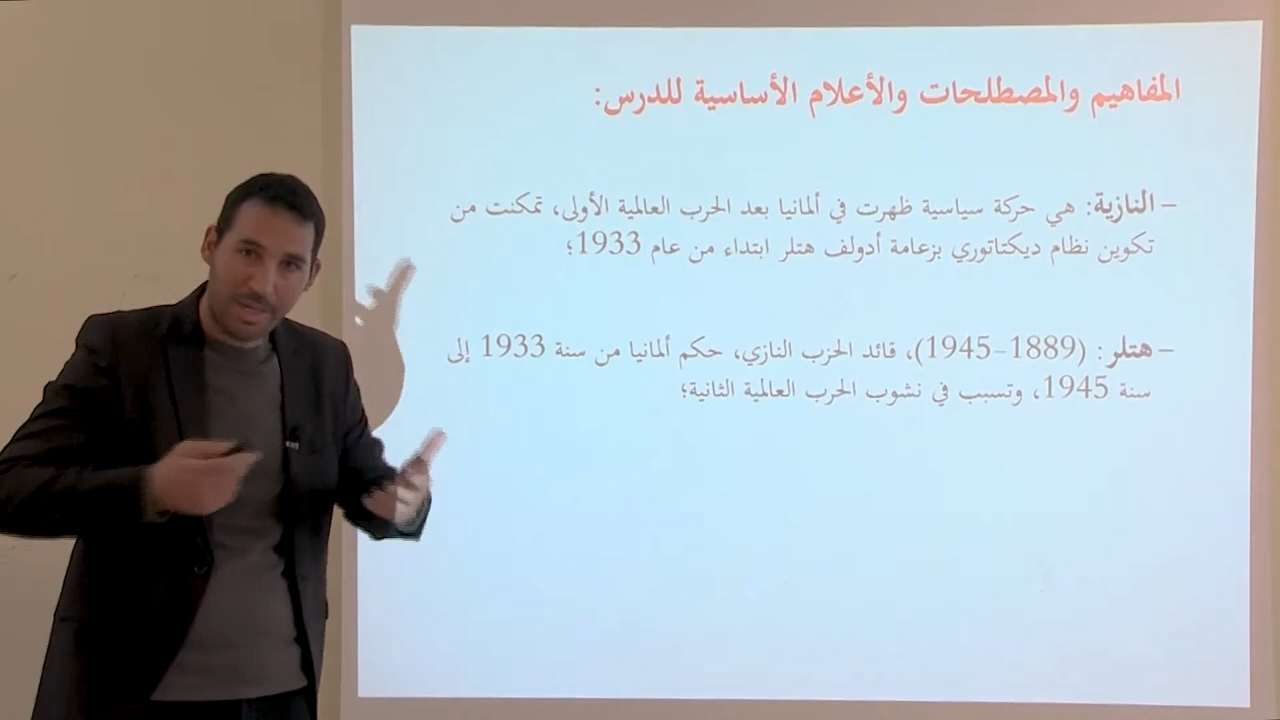 المفاهيم والمصطلحات والأعلام الأساسية للدرس:
– النازية: هي حركة سياسية ظهرت في ألمانيا بعد الحرب العالمية الأولى، تمكنت من
تكوين نظام ديكتاتوري بزعامة أدولف هتلر ابتداء من عام 1933؛
– هتلر: (1889–1945)، قائد الحزب النازي، حكم ألمانيا من سنة 1933 إلى
سنة 1945، وتسبب في نشوب الحرب العالمية الثانية؛